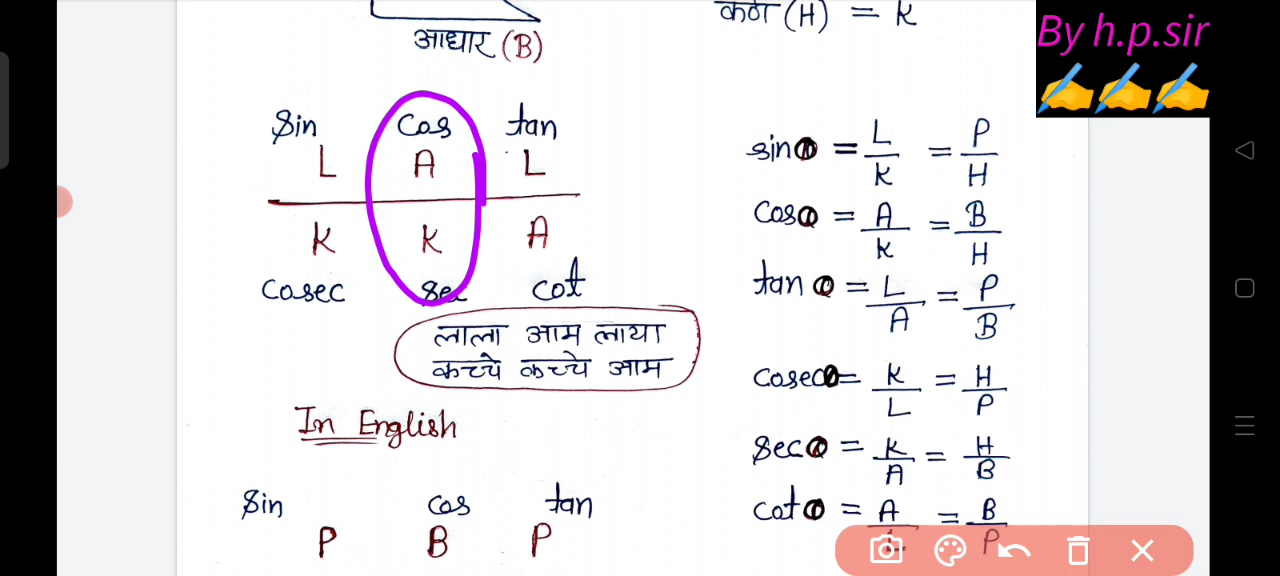 कर्ण (H) = K
आधार (B)
By h.p.sir
✍✍✍
sin cos tan
L A L
K K A
cosec sec cot
लाला आम लाया
कच्चे कच्चे आम
In English
sin cos tan
P B P
sinθ = L/K = P/H
cosθ = A/K = B/H
tanθ = L/A = P/B
cosecθ = K/L = H/P
secθ = K/A = H/B
cotθ = A/L = B/P